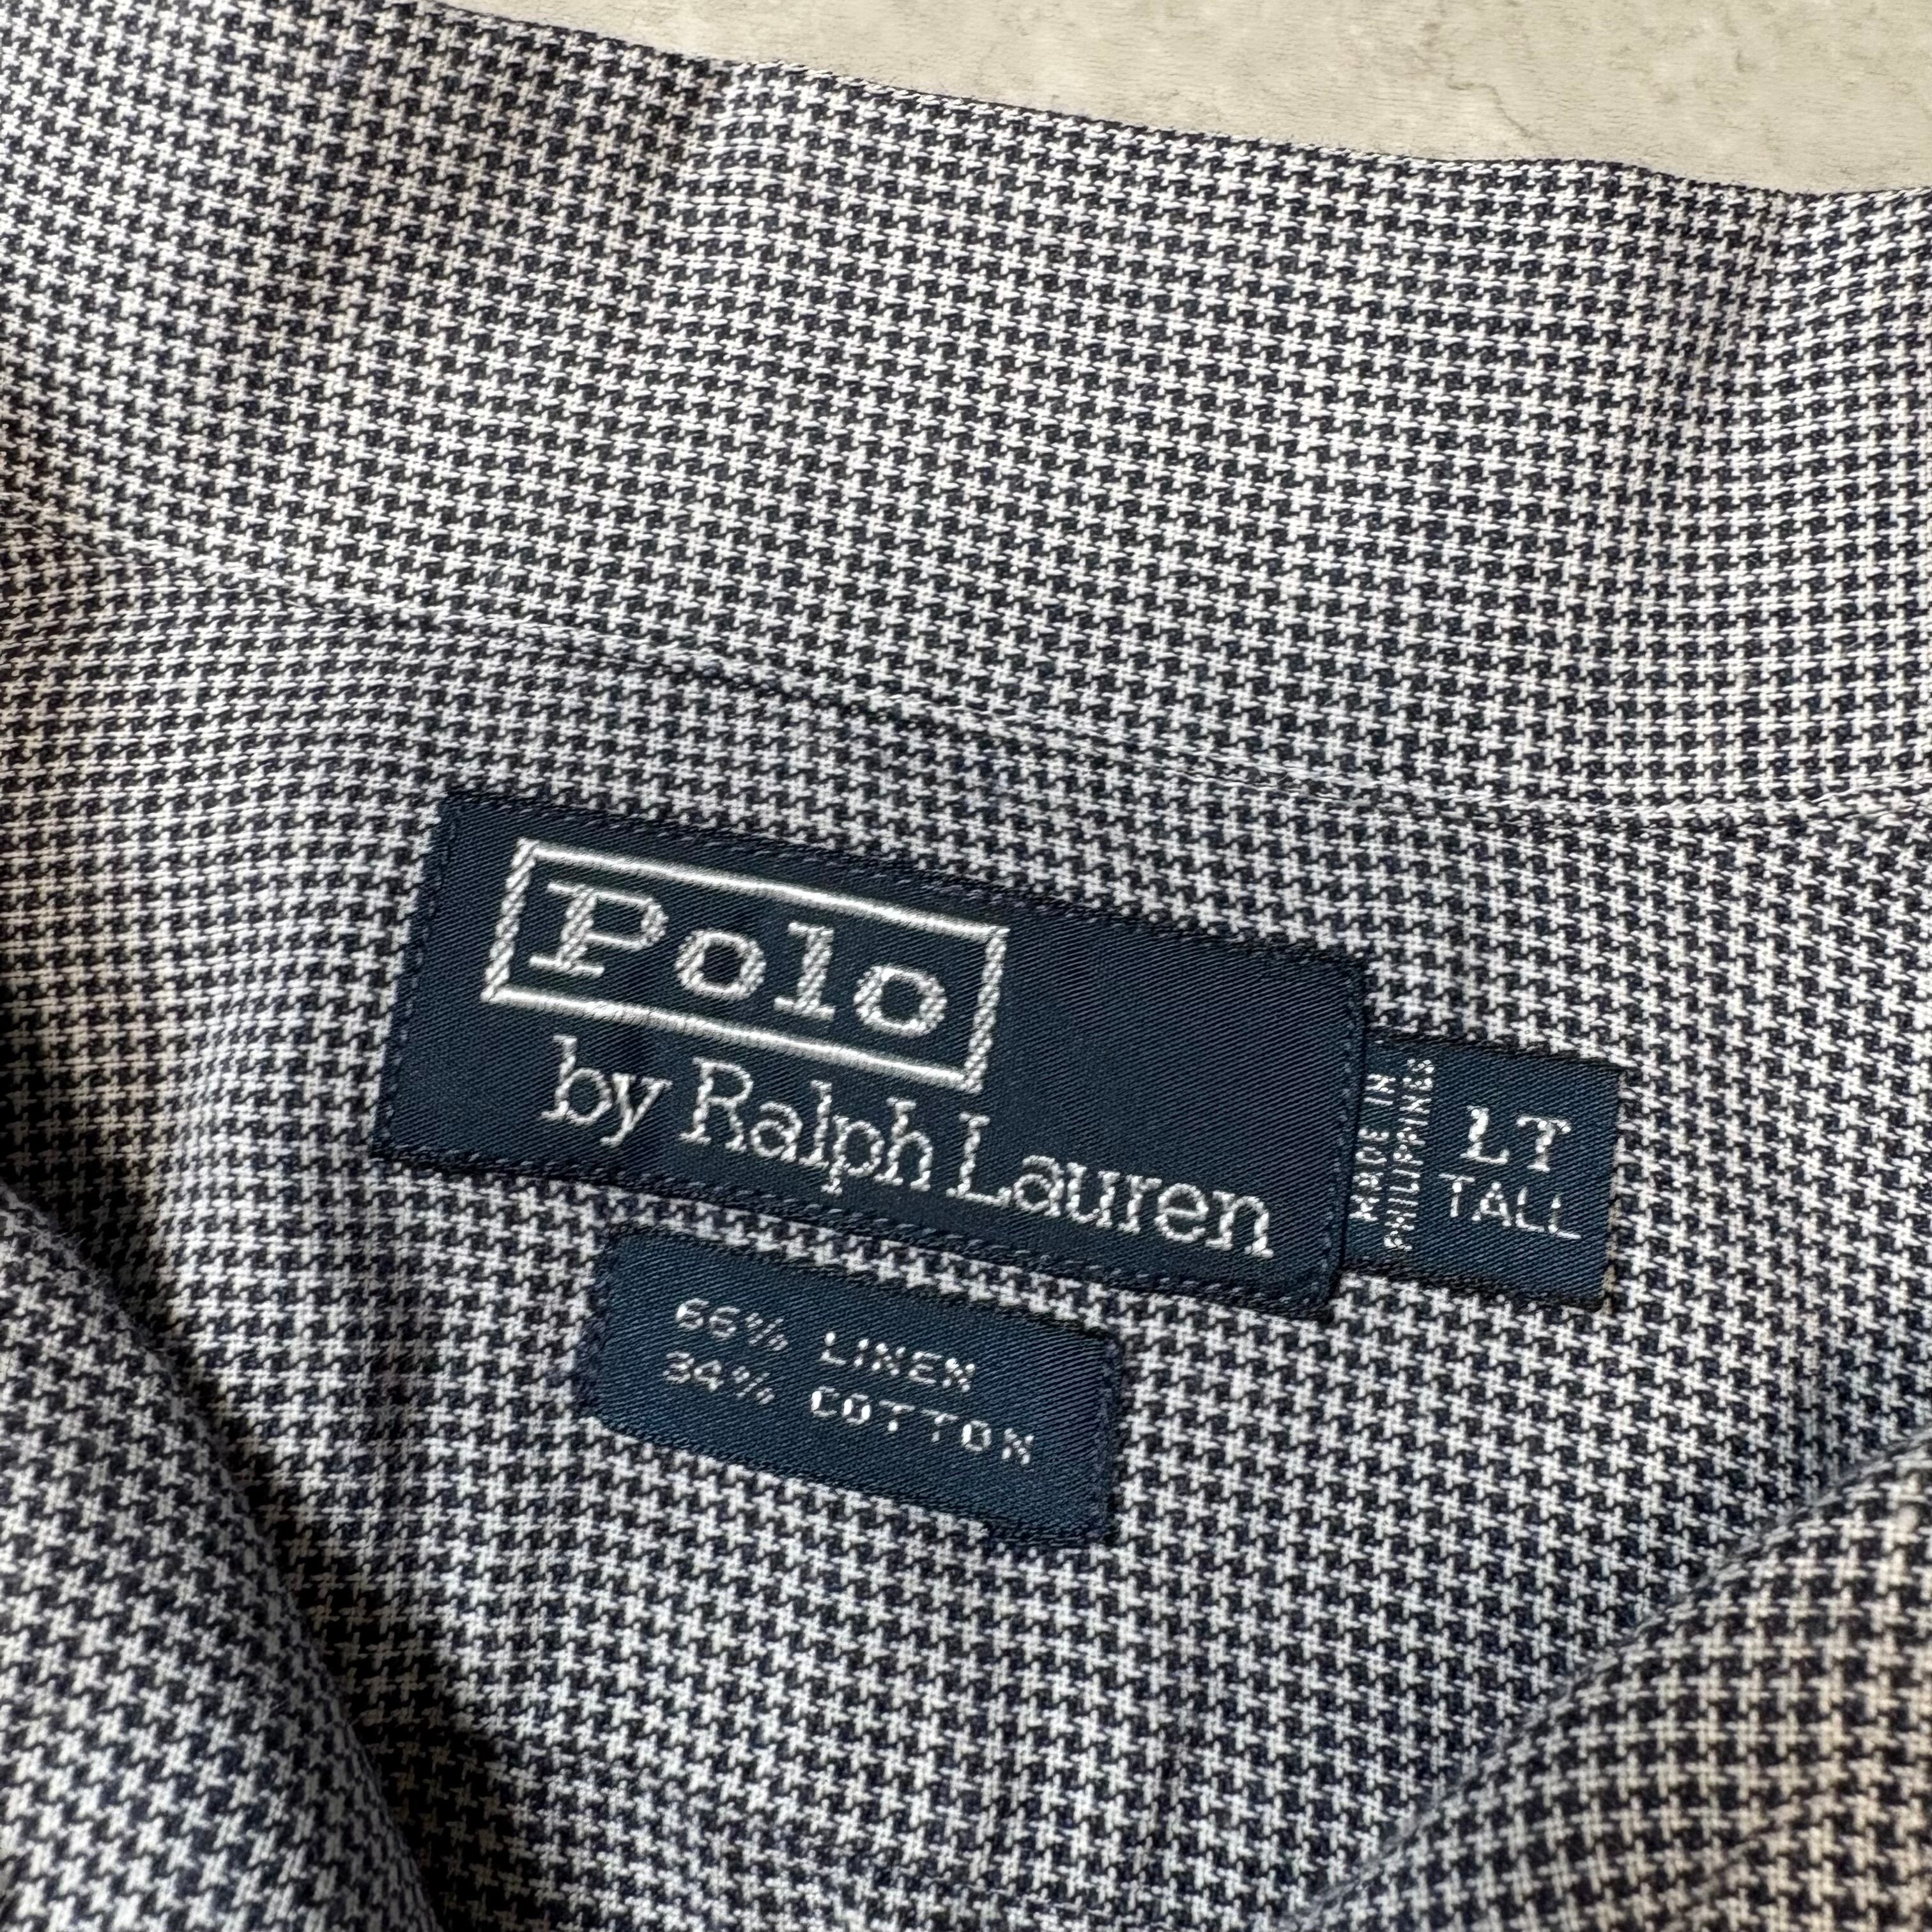 Polo
by Ralph Lauren
MADE IN
PHILIPPINES
LT
TALL
66% LINEN
34% COTTON